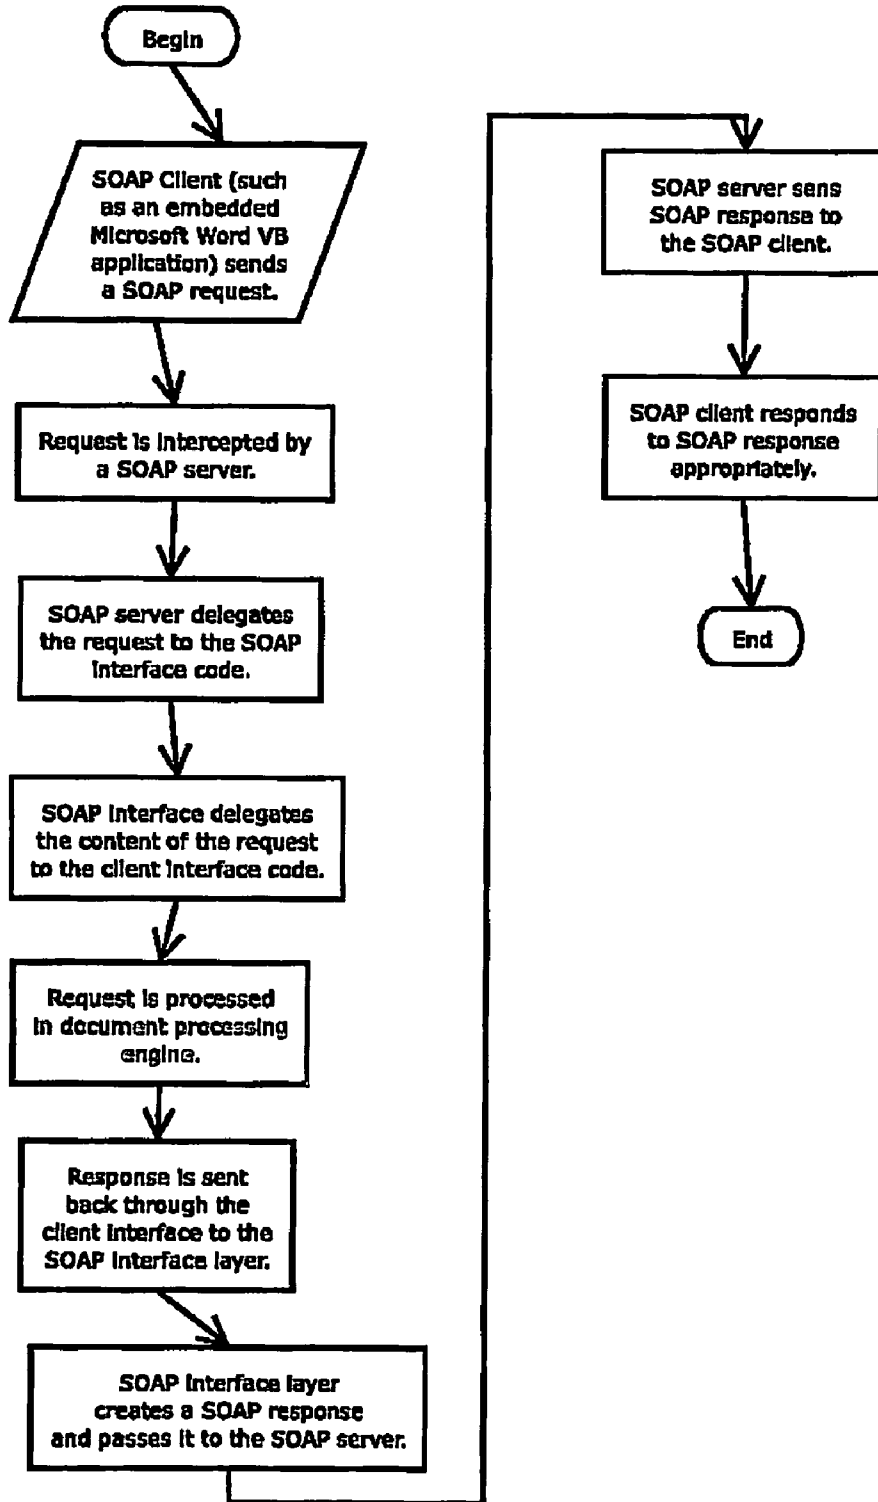 Begin
SOAP Client (such
as an embedded
Microsoft Word VB
application) sends
a SOAP request.
Request is intercepted by
a SOAP server.
SOAP server delegates
the request to the SOAP
interface code.
SOAP interface delegates
the content of the request
to the client interface code.
Request is processed
in document processing
engine.
Response is sent
back through the
client interface to the
SOAP interface layer.
SOAP interface layer
creates a SOAP response
and passes it to the SOAP server.
SOAP server sens
SOAP response to
the SOAP client.
SOAP client responds
to SOAP response
appropriately.
End